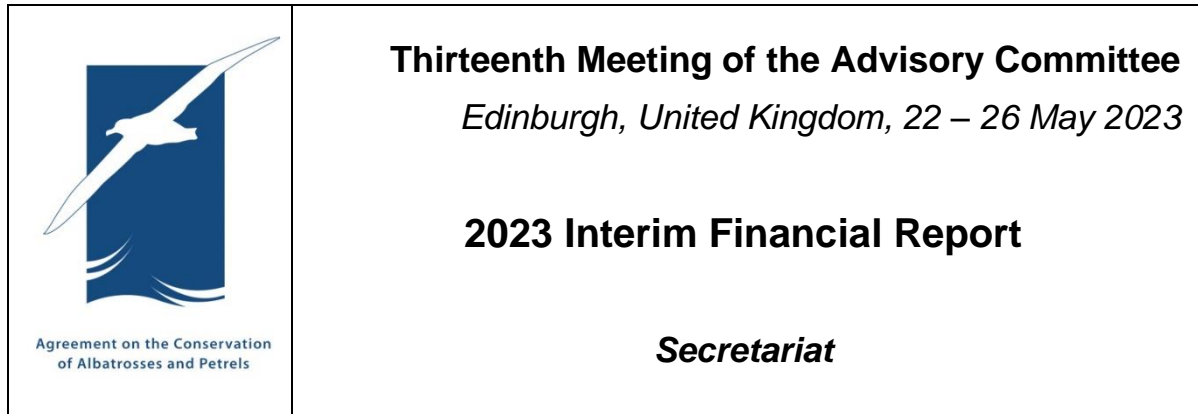 Thirteenth Meeting of the Advisory Committee
Edinburgh, United Kingdom, 22 – 26 May 2023
2023 Interim Financial Report
Secretariat
Agreement on the Conservation
of Albatrosses and Petrels